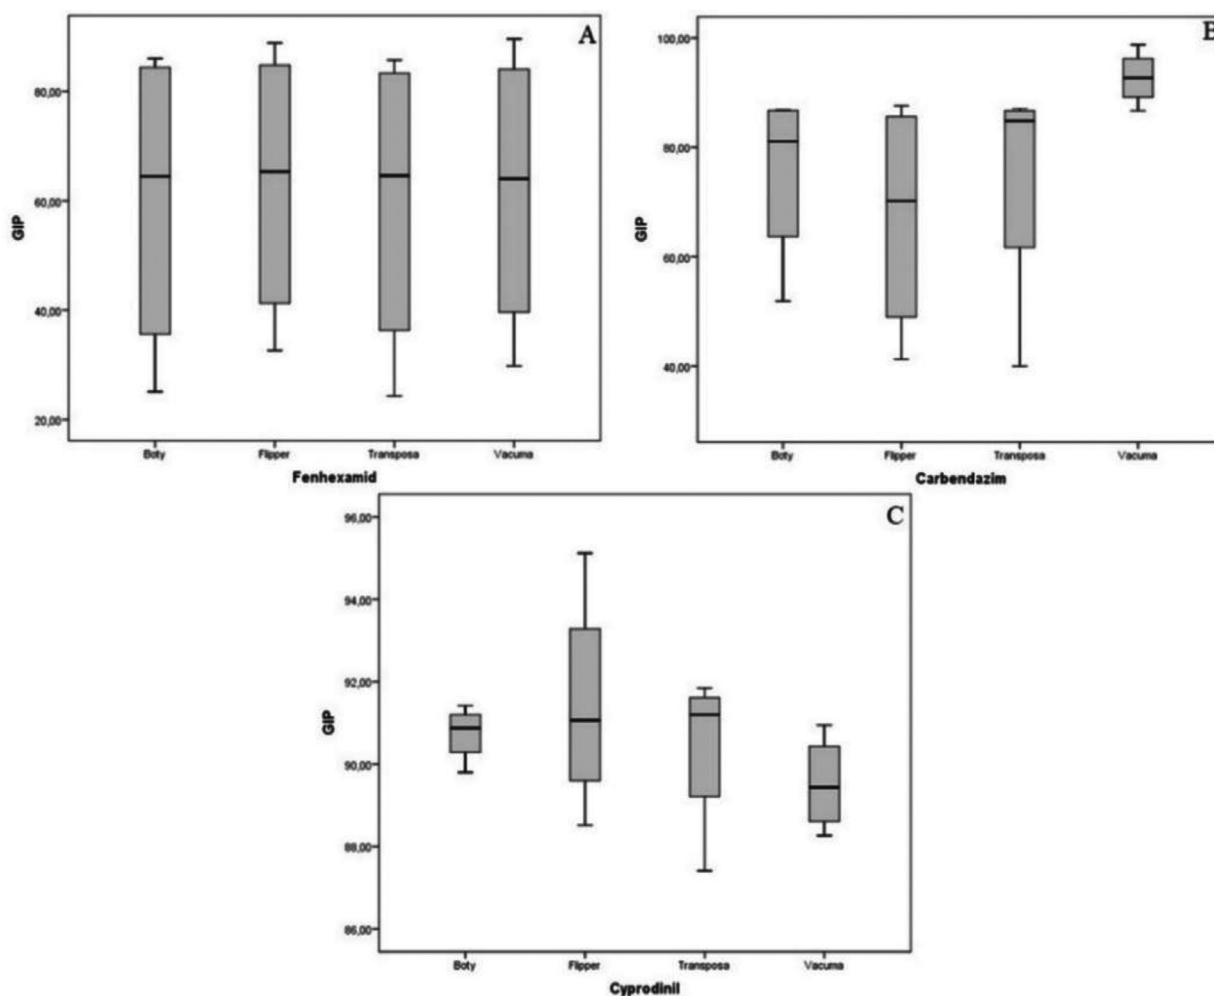 A
80,00
60,00
40,00
20,00
GIP
Boty Flipper Transposa Vacuma
Fenhexamid
B
100,00
80,00
60,00
40,00
GIP
Boty Flipper Transposa Vacuma
Carbendazim
C
96,00
94,00
92,00
90,00
88,00
86,00
GIP
Boty Flipper Transposa Vacuma
Cyprodinil